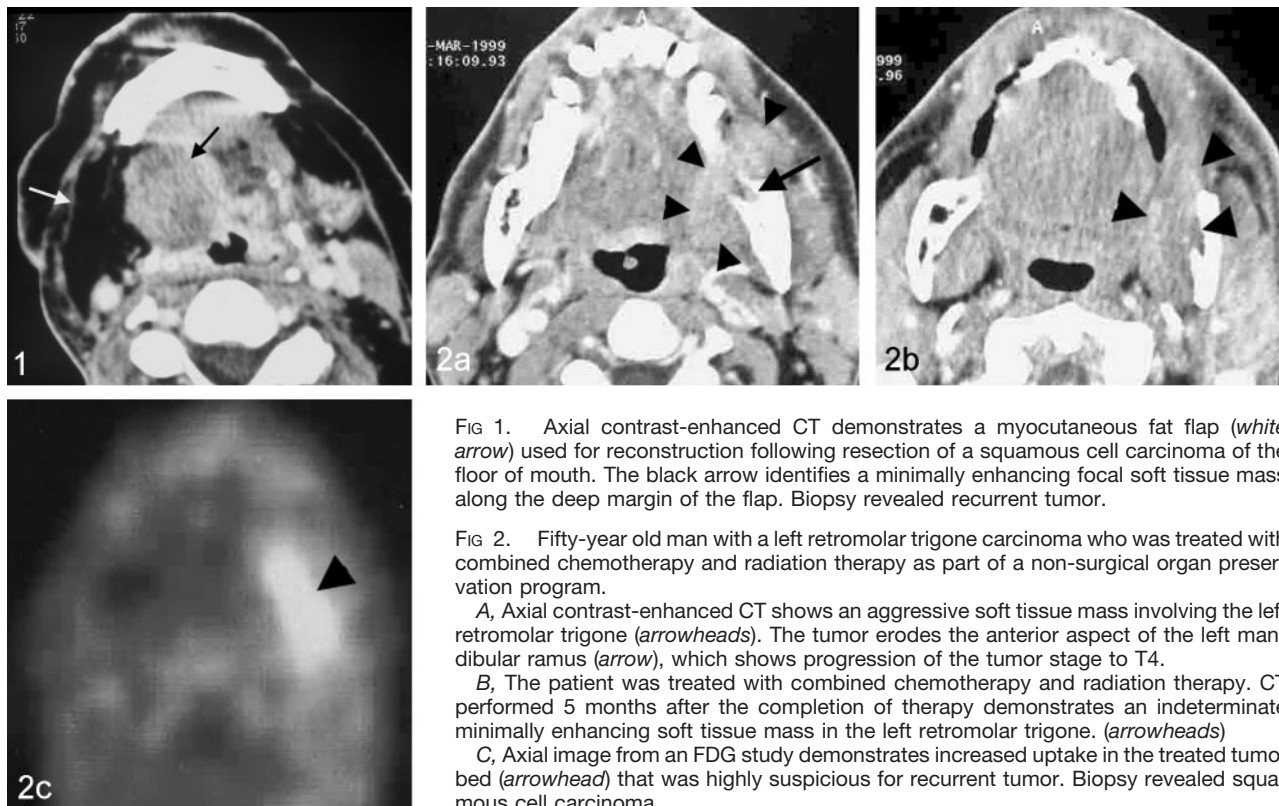 22
37
50
1
A
-MAR-1999
:16:09.93
2a
A
999
.96
2b
2c
FIG 1. Axial contrast-enhanced CT demonstrates a myocutaneous fat flap (white
arrow) used for reconstruction following resection of a squamous cell carcinoma of the
floor of mouth. The black arrow identifies a minimally enhancing focal soft tissue mass
along the deep margin of the flap. Biopsy revealed recurrent tumor.
FIG 2. Fifty-year old man with a left retromolar trigone carcinoma who was treated with
combined chemotherapy and radiation therapy as part of a non-surgical organ preser
vation program.
A, Axial contrast-enhanced CT shows an aggressive soft tissue mass involving the lef
retromolar trigone (arrowheads). The tumor erodes the anterior aspect of the left man
dibular ramus (arrow), which shows progression of the tumor stage to T4.
B, The patient was treated with combined chemotherapy and radiation therapy. CT
performed 5 months after the completion of therapy demonstrates an indeterminate
minimally enhancing soft tissue mass in the left retromolar trigone. (arrowheads)
C, Axial image from an FDG study demonstrates increased uptake in the treated tumo
bed (arrowhead) that was highly suspicious for recurrent tumor. Biopsy revealed squa
mous cell carcinoma